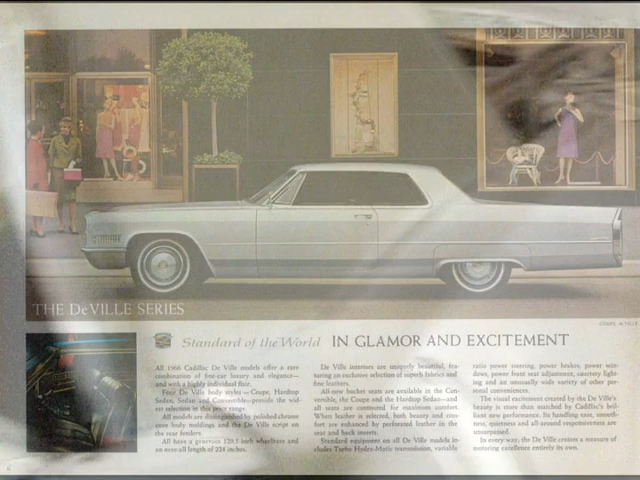 THE DeVILLE SERIES
COUPE de VILLE
Standard of the World IN GLAMOR AND EXCITEMENT
All 1966 Cadillac De Ville models offer a rare
combination of fine-car luxury and elegance—
and with a highly individual flair.
Four De Ville body styles—Coupe, Hardtop
Sedan, Sedan and Convertible—provide the wid-
est selection in this price range.
All models are distinguished by polished chrome
body moldings and the De Ville script on
the rear fenders.
All have a generous 129.5-inch wheelbase and
an over-all length of 224 inches.
De Ville interiors are uniquely beautiful, fea-
turing an exclusive selection of superb fabrics and
fine leathers.
All-new bucket seats are available in the Con-
vertible, the Coupe and the Hardtop Sedan—and
all seats are contoured for maximum comfort.
When leather is selected, both beauty and com-
fort are enhanced by perforated leather in the
seat and back inserts.
Standard equipment on all De Ville models in-
cludes Turbo Hydra-Matic transmission, variable
ratio power steering, power brakes, power win-
dows, power front seat adjustment, courtesy light-
ing and an unusually wide variety of other per-
sonal conveniences.
The visual excitement created by the De Ville's
beauty is more than matched by Cadillac's bril-
liant new performance. Its handling ease, smooth-
ness, quietness and all-around responsiveness are
unsurpassed.
In every way, the De Ville creates a measure of
motoring excellence entirely its own.